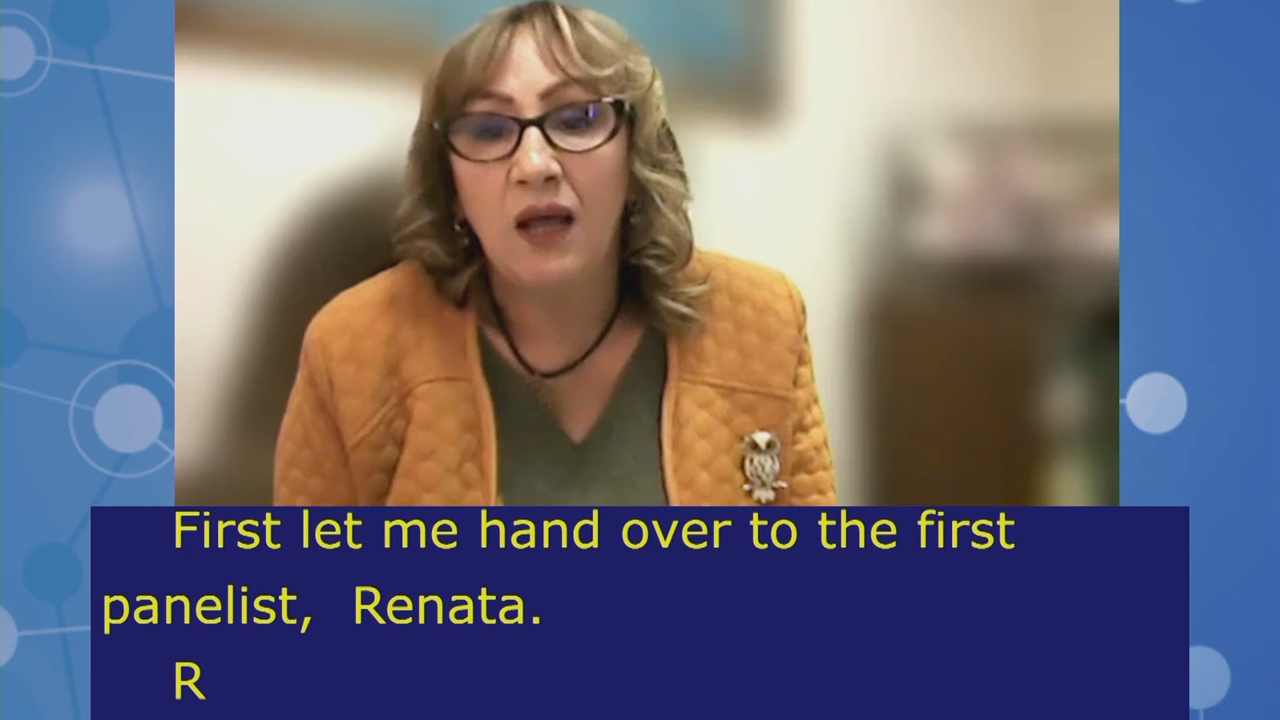 First let me hand over to the first
panelist, Renata.
R